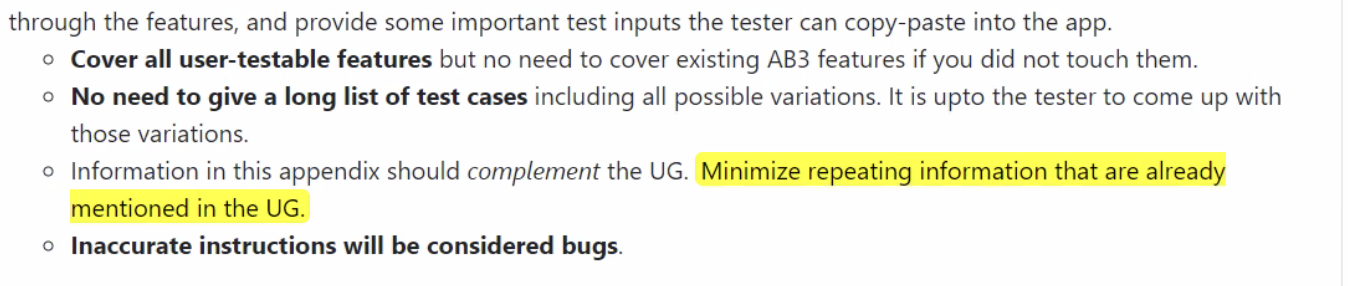 through the features, and provide some important test inputs the tester can copy-paste into the app.
Cover all user-testable features but no need to cover existing AB3 features if you did not touch them.
No need to give a long list of test cases including all possible variations. It is upto the tester to come up with
those variations.
Information in this appendix should complement the UG. Minimize repeating information that are already
mentioned in the UG.
Inaccurate instructions will be considered bugs.